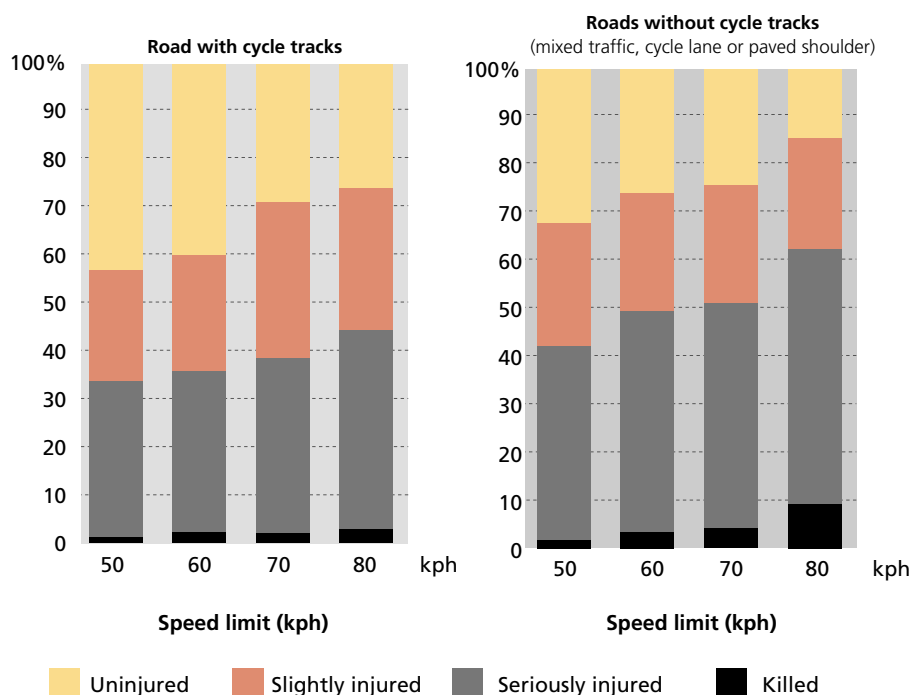 Road with cycle tracks
100%
90
80
70
60
50
40
30
20
10
0
50 60 70 80 kph
Speed limit (kph)
Roads without cycle tracks
(mixed traffic, cycle lane or paved shoulder)
100%
90
80
70
60
50
40
30
20
10
0
50 60 70 80 kph
Speed limit (kph)
Uninjured Slightly injured Seriously injured Killed